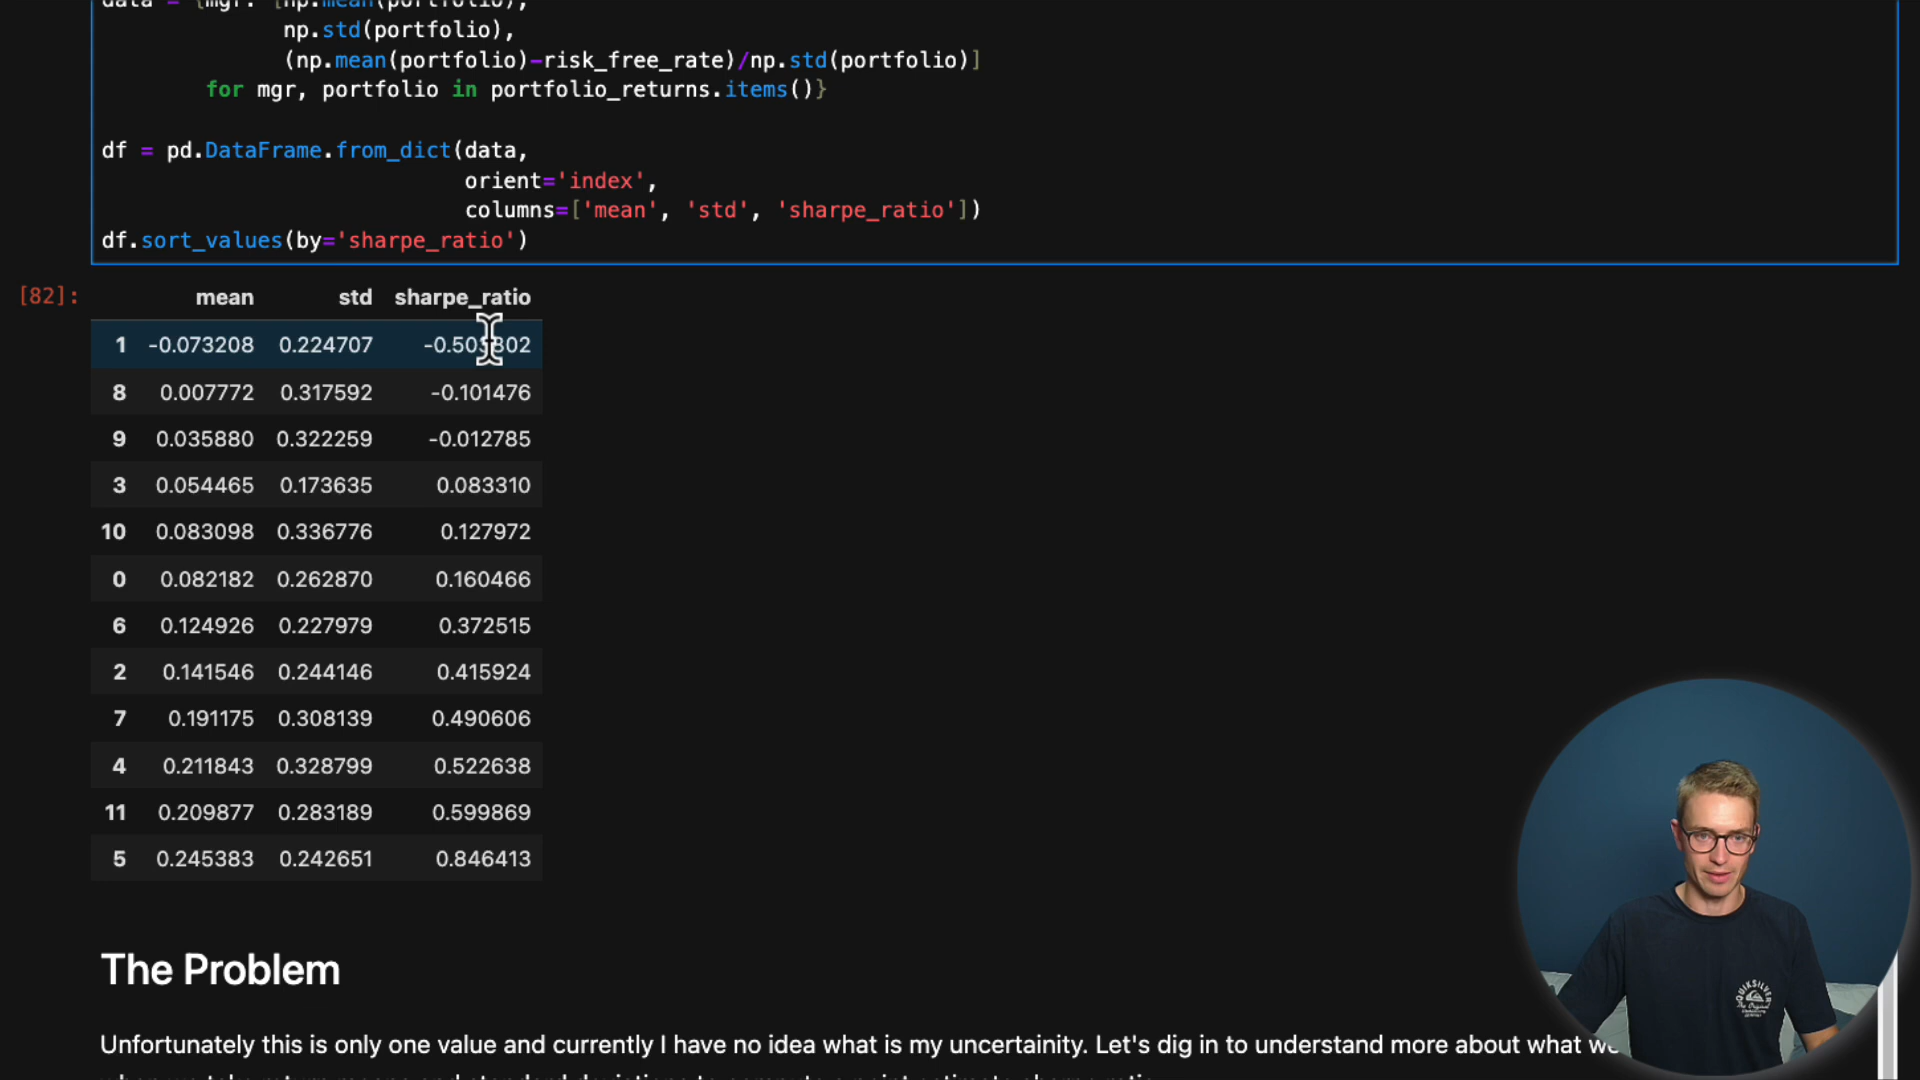 data = {mgr: [np.mean(portfolio),
np.std(portfolio),
(np.mean(portfolio)-risk_free_rate)/np.std(portfolio)]
for mgr, portfolio in portfolio_returns.items()}
df = pd.DataFrame.from_dict(data,
orient='index',
columns=['mean', 'std', 'sharpe_ratio'])
df.sort_values(by='sharpe_ratio')
[82]: mean std sharpe_ratio
1 -0.073208 0.224707
8 0.007772 0.317592 -0.101476
9 0.035880 0.322259 -0.012785
3 0.054465 0.173635 0.083310
10 0.083098 0.336776 0.127972
0 0.082182 0.262870 0.160466
6 0.124926 0.227979 0.372515
2 0.141546 0.244146 0.415924
7 0.191175 0.308139 0.490606
4 0.211843 0.328799 0.522638
11 0.209877 0.283189 0.599869
5 0.245383 0.242651 0.846413
The Problem
Unfortunately this is only one value and currently I have no idea what is my uncertainity. Let's dig in to understand more about what
QUIKSILVER